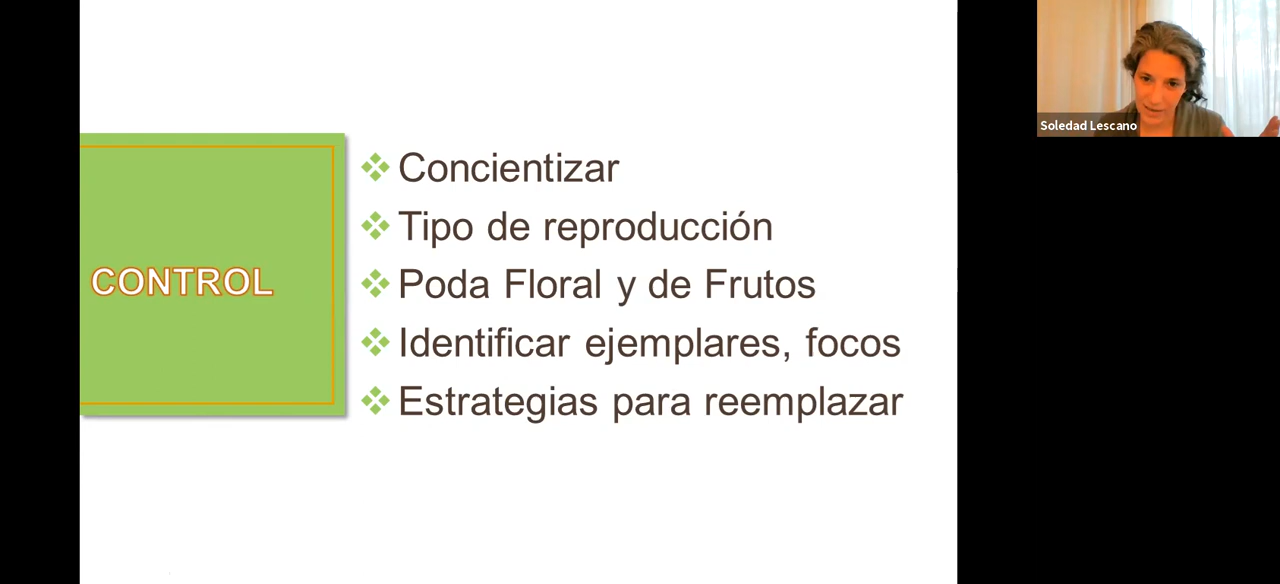 CONTROL
Concientizar
Tipo de reproducción
Poda Floral y de Frutos
Identificar ejemplares, focos
Estrategias para reemplazar
Soledad Lescano